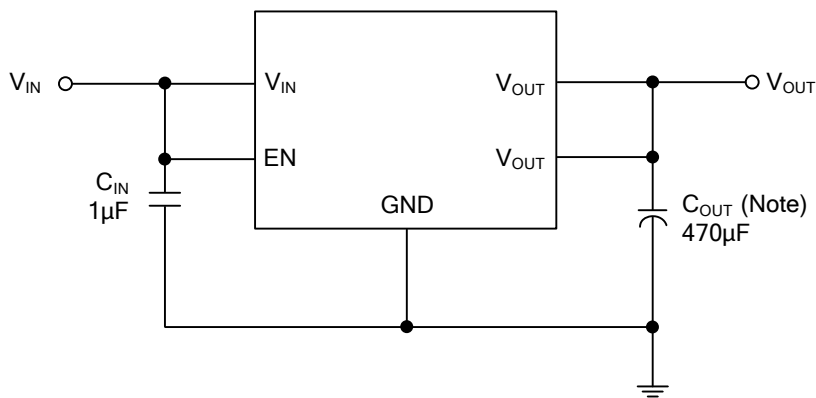 V_IN
V_IN
V_OUT
V_OUT
EN
V_OUT
C_IN
1μF
GND
C_OUT (Note)
470μF